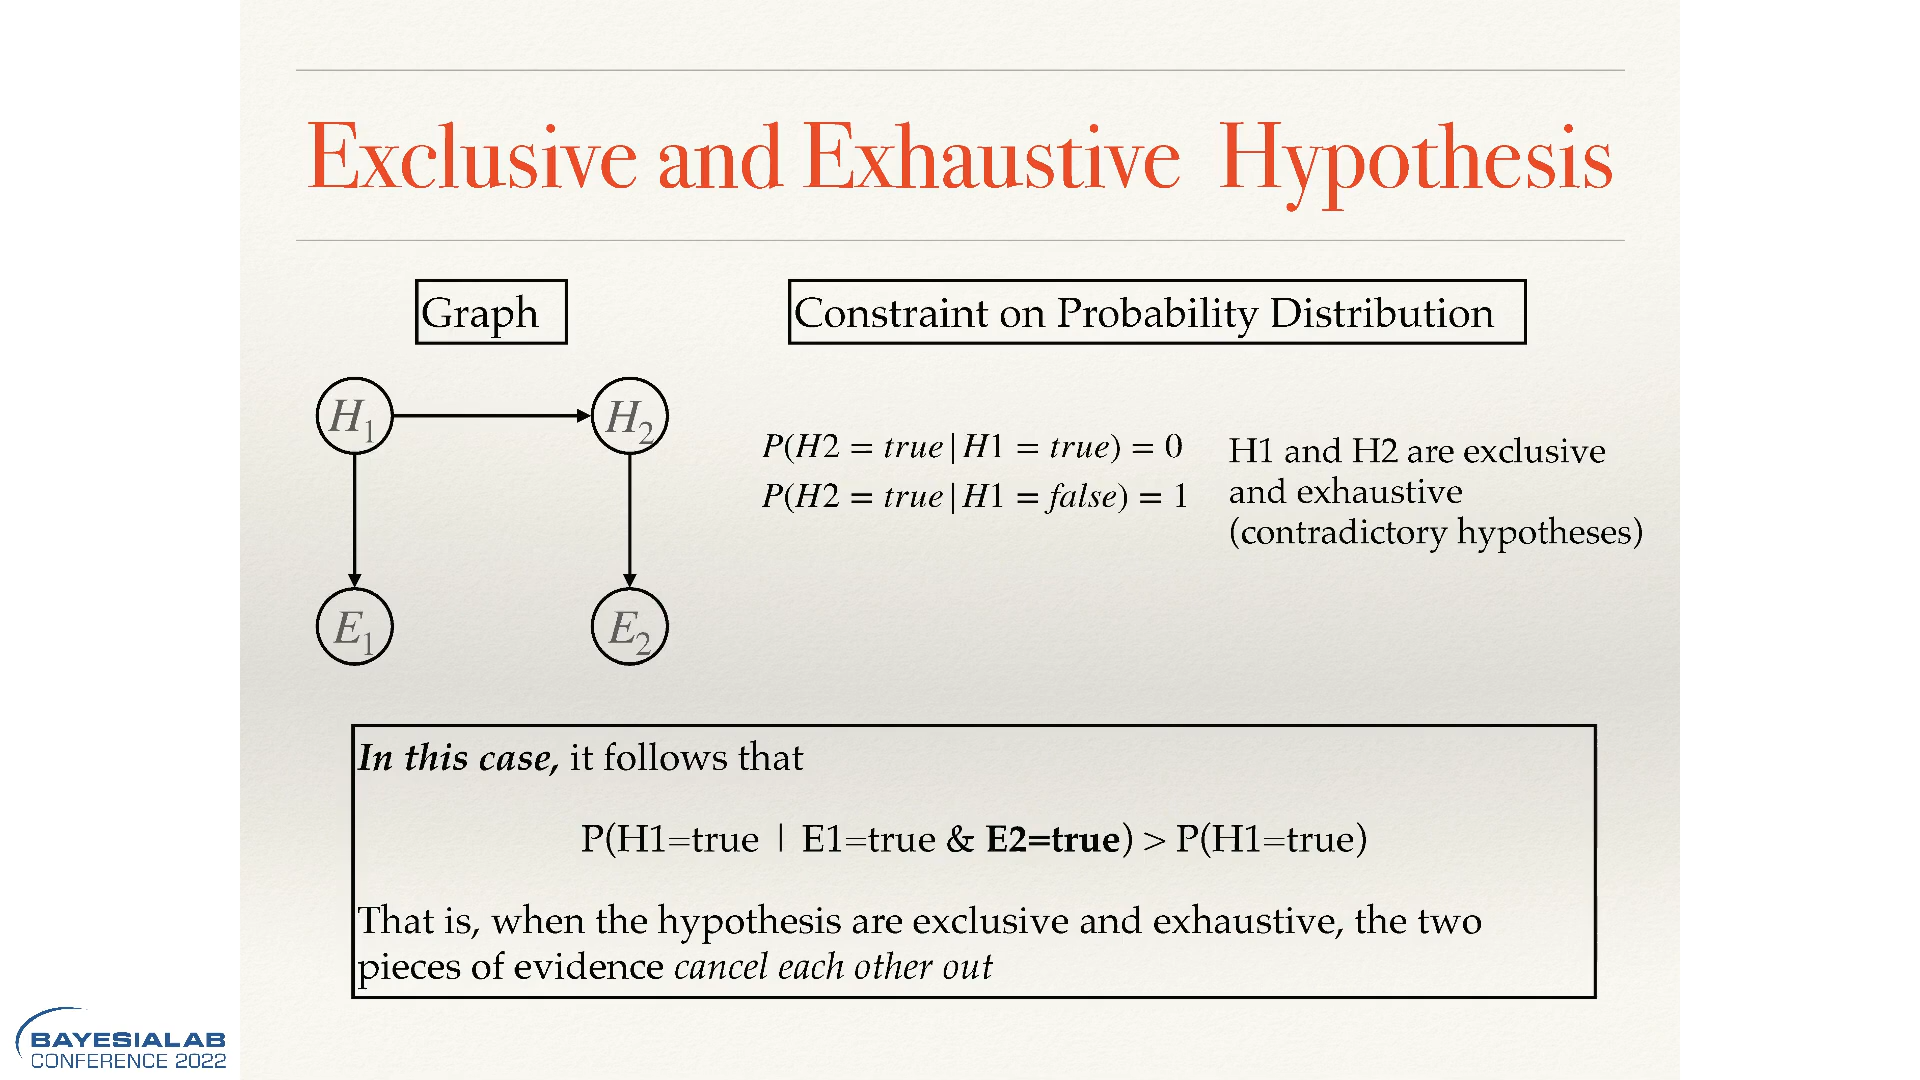 Exclusive and Exhaustive Hypothesis
Graph
Constraint on Probability Distribution
H1
H2
E1
E2
P(H2 = true|H1 = true) = 0
P(H2 = true|H1 = false) = 1
H1 and H2 are exclusive
and exhaustive
(contradictory hypotheses)
In this case, it follows that
P(H1=true | E1=true & E2=true) > P(H1=true)
That is, when the hypothesis are exclusive and exhaustive, the two
pieces of evidence cancel each other out
BAYESIALAB
CONFERENCE 2022